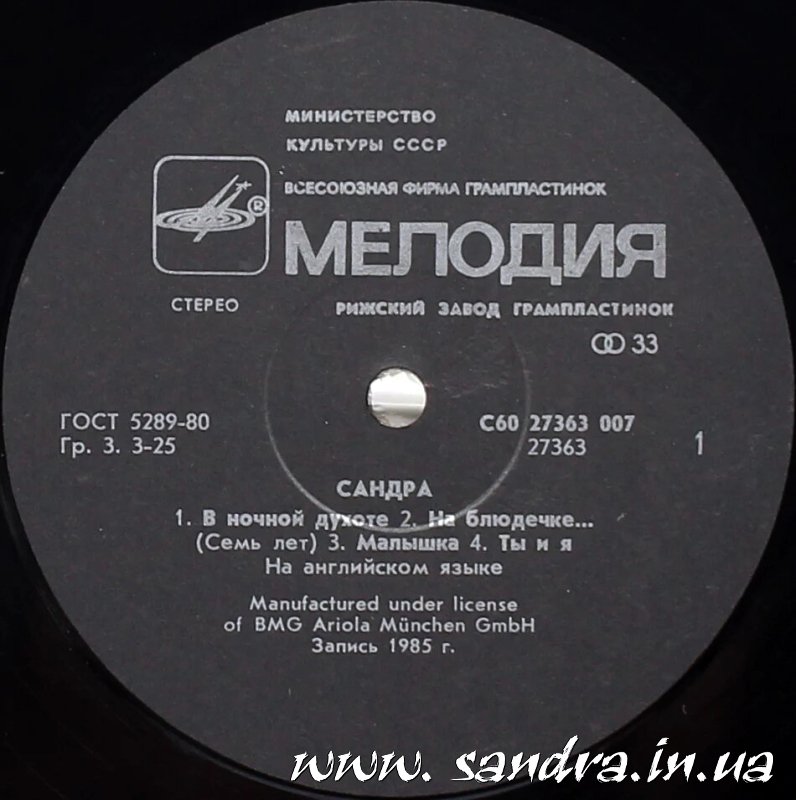 МИНИСТЕРСТВО
КУЛЬТУРЫ СССР
ВСЕСОЮЗНАЯ ФИРМА ГРАМПЛАСТИНОК
®
МЕЛОДИЯ
СТЕРЕО
РИЖСКИЙ ЗАВОД ГРАМПЛАСТИНОК
33
ГОСТ 5289-80
Гр. 3. 3-25
С60 27363 007
27363
1
САНДРА
1. В ночной духоте 2. На блюдечке...
(Семь лет) 3. Малышка 4. Ты и я
На английском языке
Manufactured under license
of BMG Ariola München GmbH
Запись 1985 г.
www. sandra.in.ua